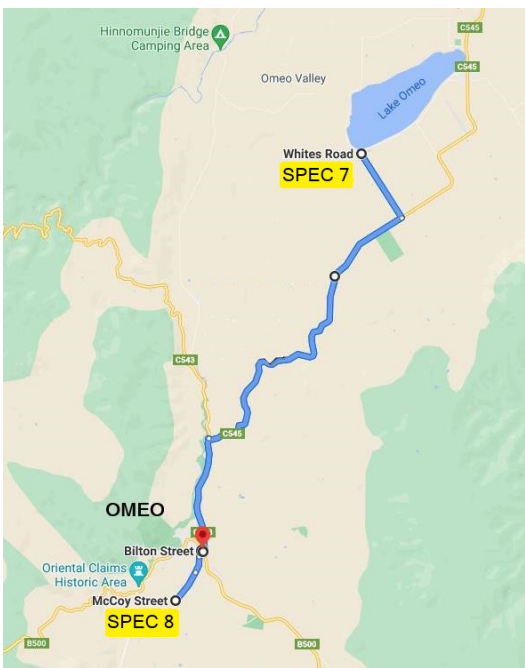 Hinnomunjie Bridge
Camping Area
C545
C545
Omeo Valley
Lake Omeo
Whites Road
SPEC 7
C543
C545
OMEO
Bilton Street
Oriental Claims
Historic Area
McCoy Street
SPEC 8
B500
B500